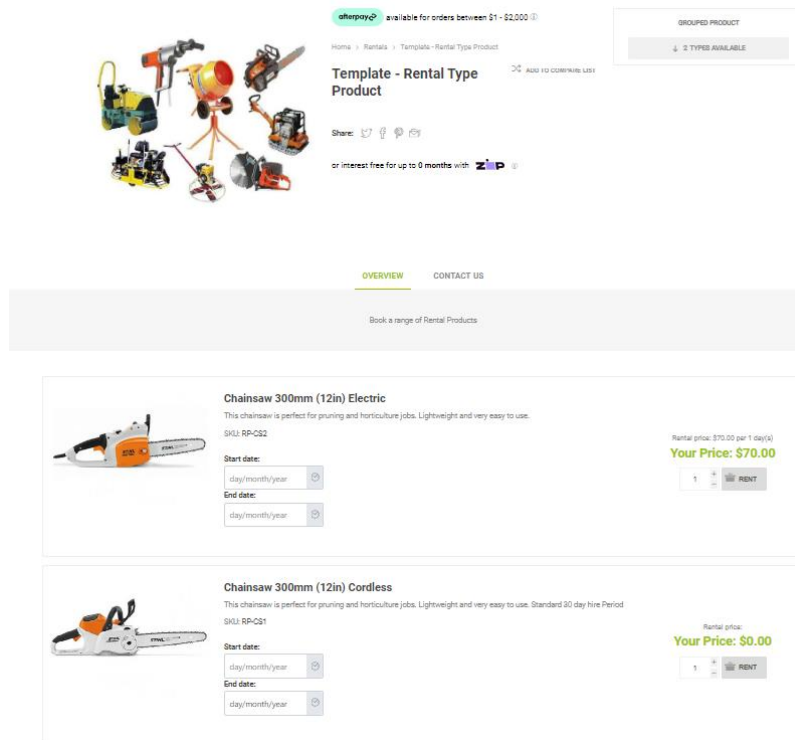 afterpay available for orders between $1 - $2,000
GROUPED PRODUCT
2 TYPES AVAILABLE
Home > Rentals > Template - Rental Type Product
Template - Rental Type
Product
ADD TO COMPARE LIST
Share:
or interest free for up to 0 months with ZIP
OVERVIEW
CONTACT US
Book a range of Rental Products
Chainsaw 300mm (12in) Electric
This chainsaw is perfect for pruning and horticulture jobs. Lightweight and very easy to use.
SKU: RP-CS2
Rental price: $70.00 per 1 day(s)
Your Price: $70.00
Start date:
day/month/year
1 + - RENT
End date:
day/month/year
STIHL
Chainsaw 300mm (12in) Cordless
This chainsaw is perfect for pruning and horticulture jobs. Lightweight and very easy to use. Standard 30 day hire Period
SKU: RP-CS1
Rental price:
Your Price: $0.00
Start date:
day/month/year
1 + - RENT
End date:
day/month/year
STIHL